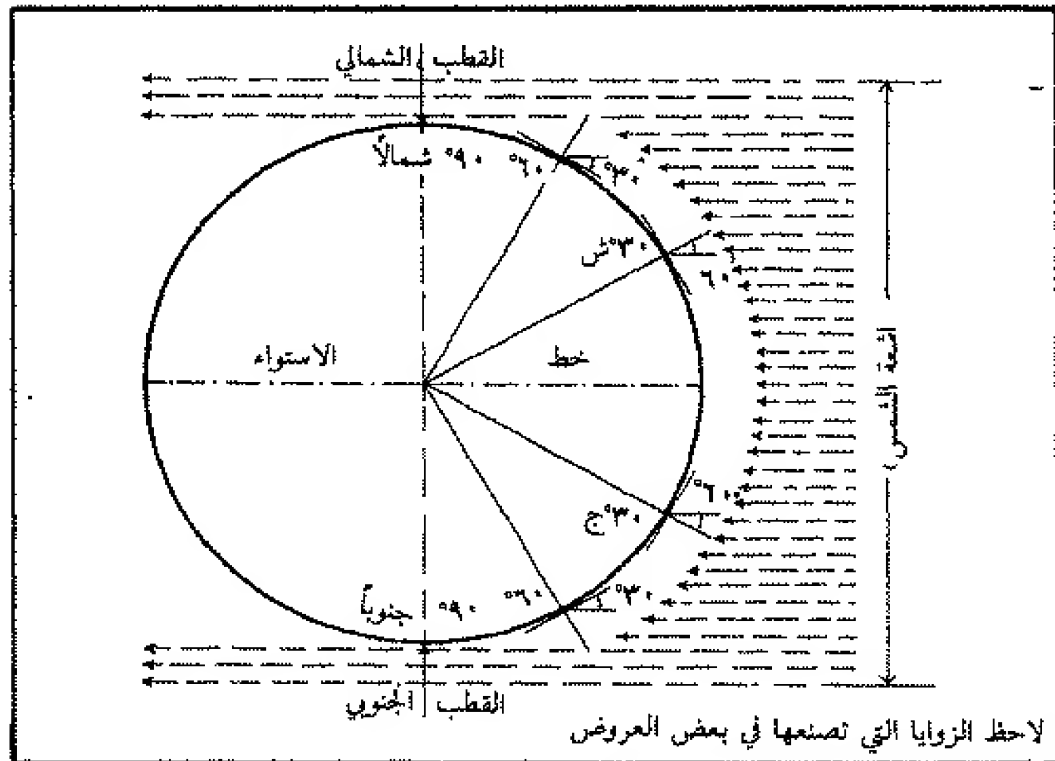 القطب الشمالي
٩٠° شمالاً
٦٠°
٣٠°
٣٠°ش
٦٠
خط الاستواء
اشعة الشمس
٦٠°
٣٠°ج
٣٠°
٦٠°
٩٠° جنوباً
القطب الجنوبي
لاحظ الزوايا التي تصنعها في بعض العروض